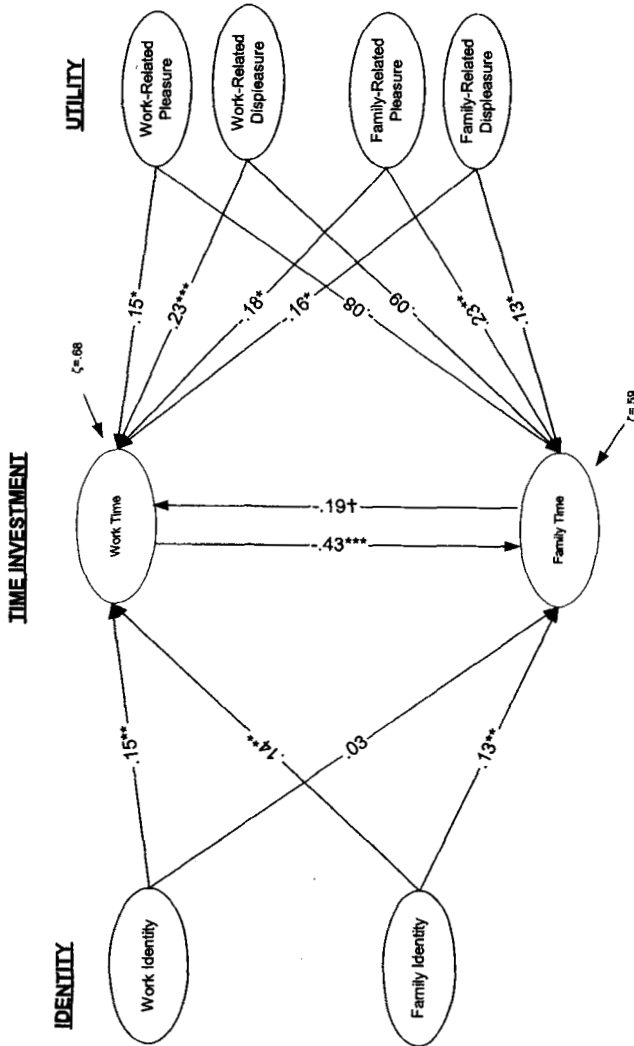 IDENTITY
TIME INVESTMENT
UTILITY
ζ=.68
Work Identity
Work Time
Work-Related
Pleasure
Work-Related
Displeasure
.15**
.15*
.23***
.18*
.16*
.03
.14**
-.19†
-.43***
.08
.09
Family Identity
Family Time
Family-Related
Pleasure
Family-Related
Displeasure
.13**
.23**
.13*